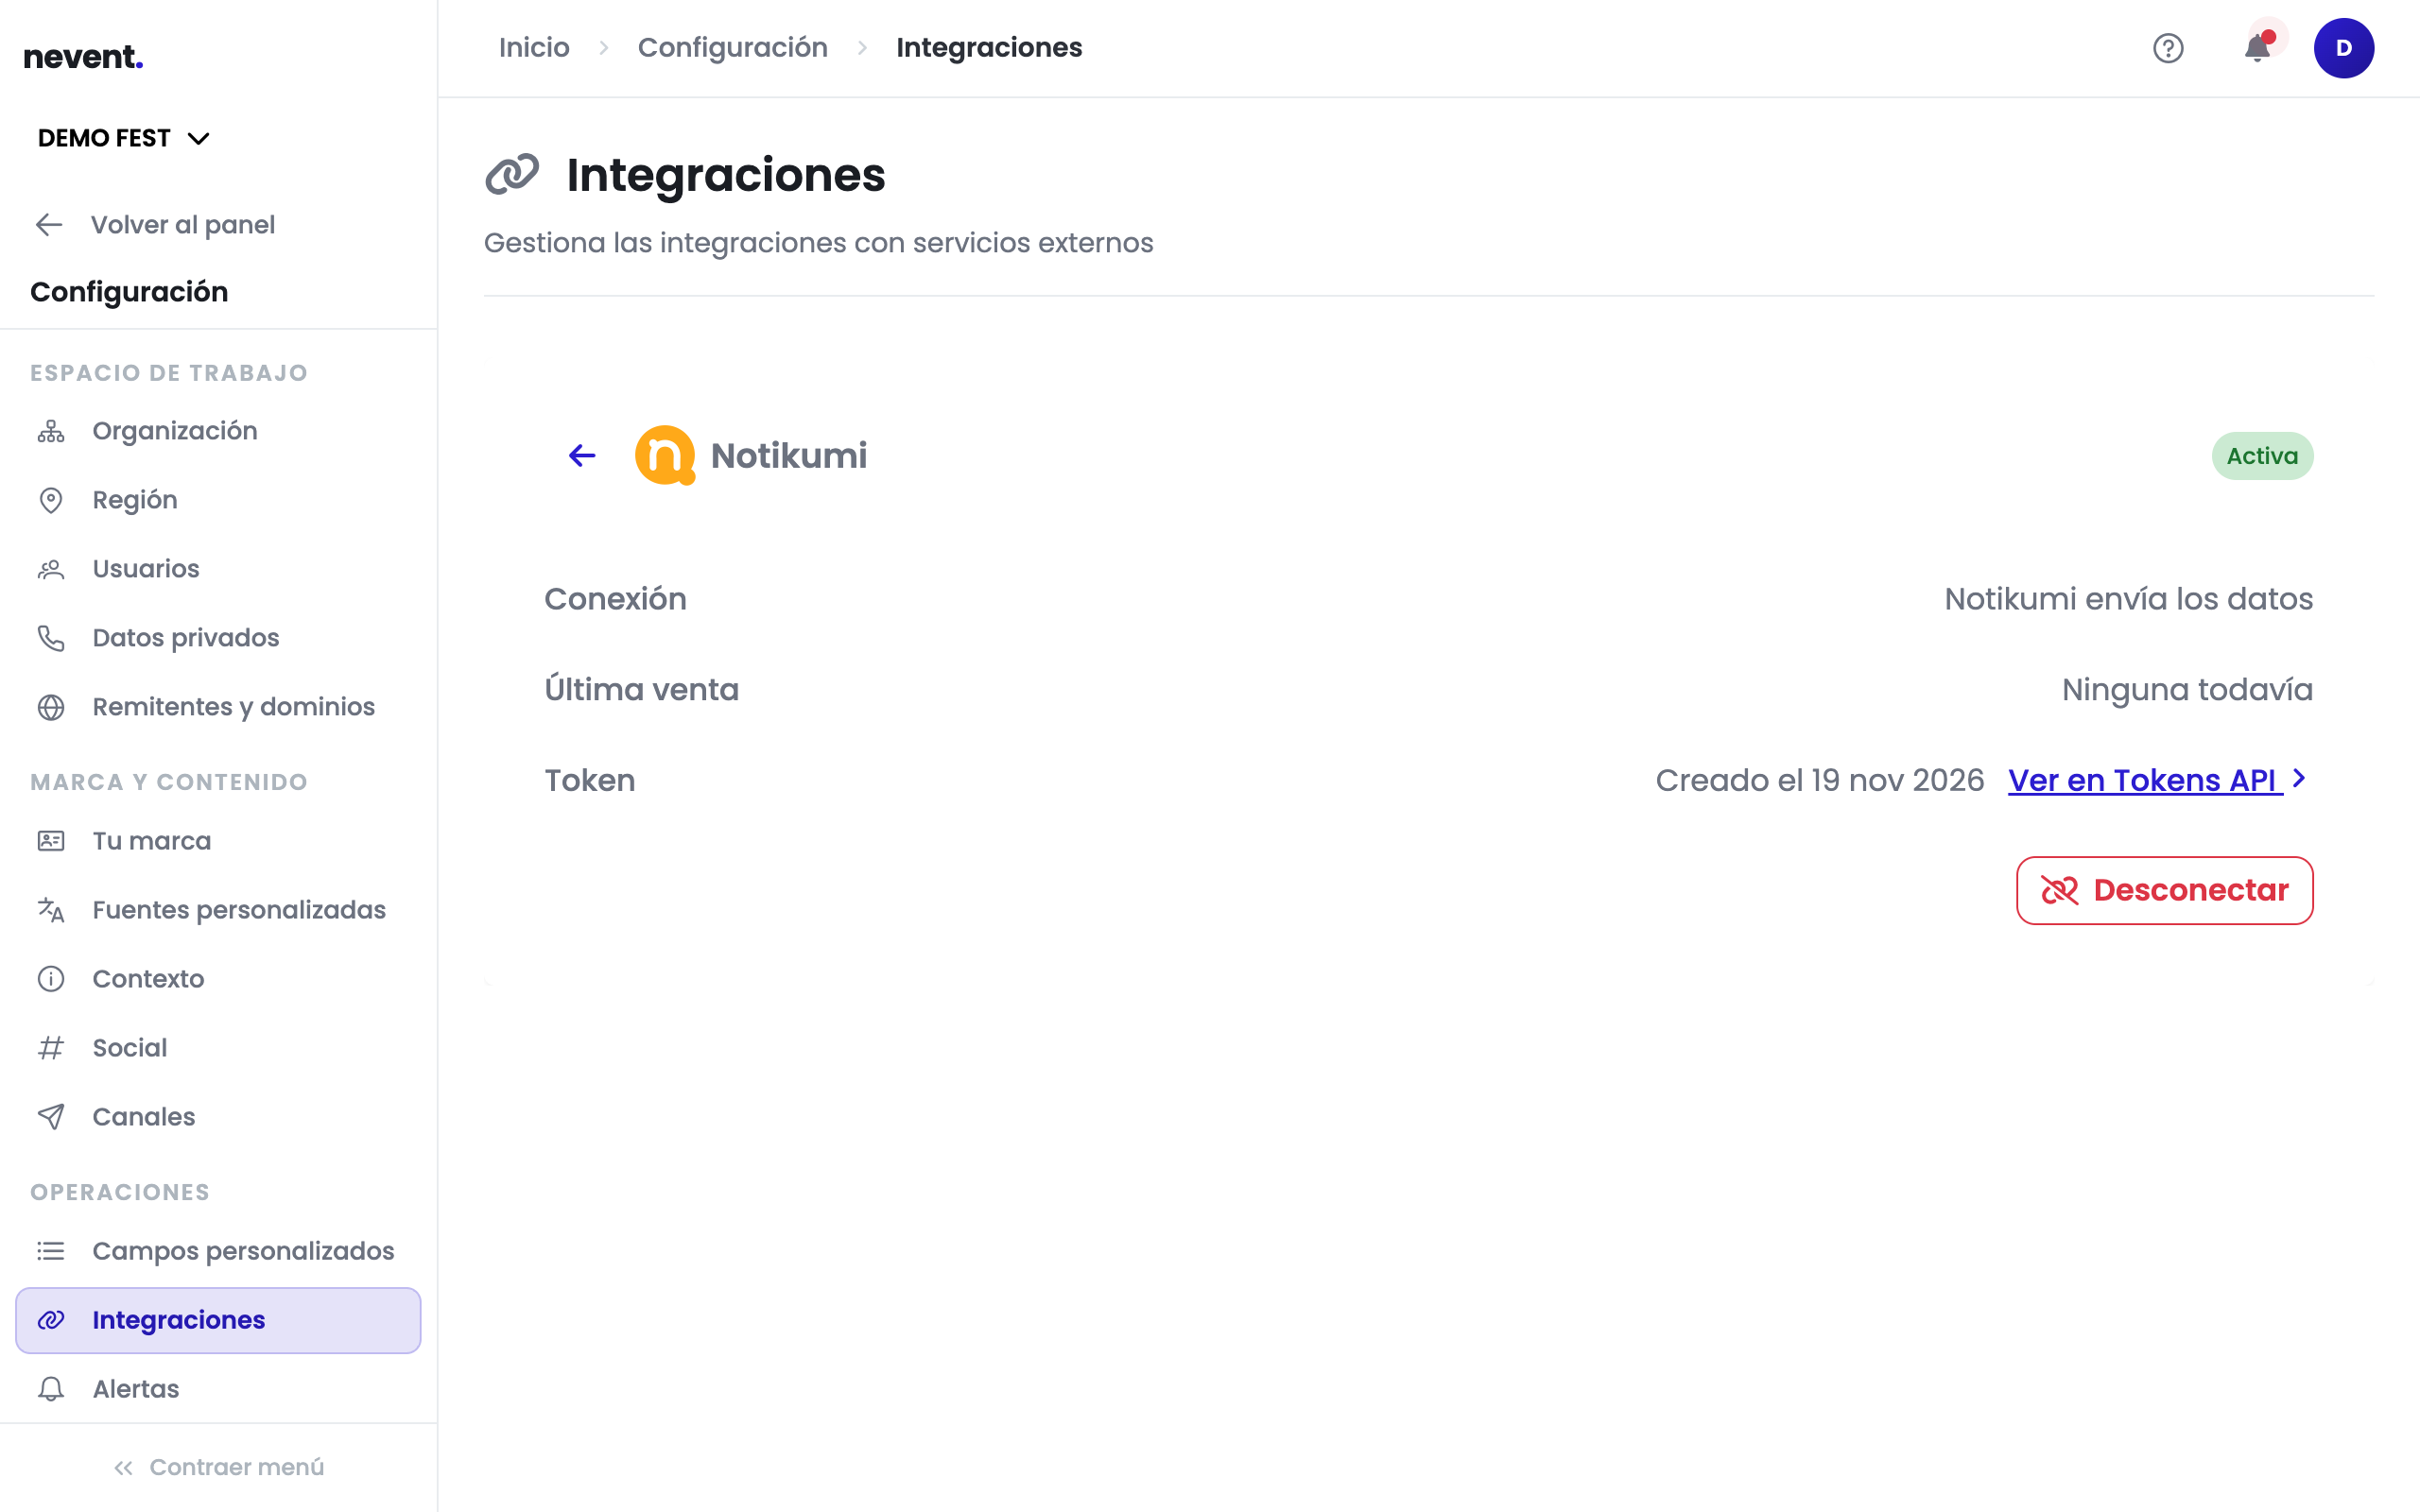 nevent.
DEMO FEST
Volver al panel
Configuración
ESPACIO DE TRABAJO
Organización
Región
Usuarios
Datos privados
Remitentes y dominios
MARCA Y CONTENIDO
Tu marca
Fuentes personalizadas
Contexto
Social
Canales
OPERACIONES
Campos personalizados
Integraciones
Alertas
Contraer menú
Inicio > Configuración > Integraciones
D
Integraciones
Gestiona las integraciones con servicios externos
n Notikumi
Activa
Conexión Notikumi envía los datos
Última venta Ninguna todavía
Token Creado el 19 nov 2026 Ver en Tokens API >
Desconectar